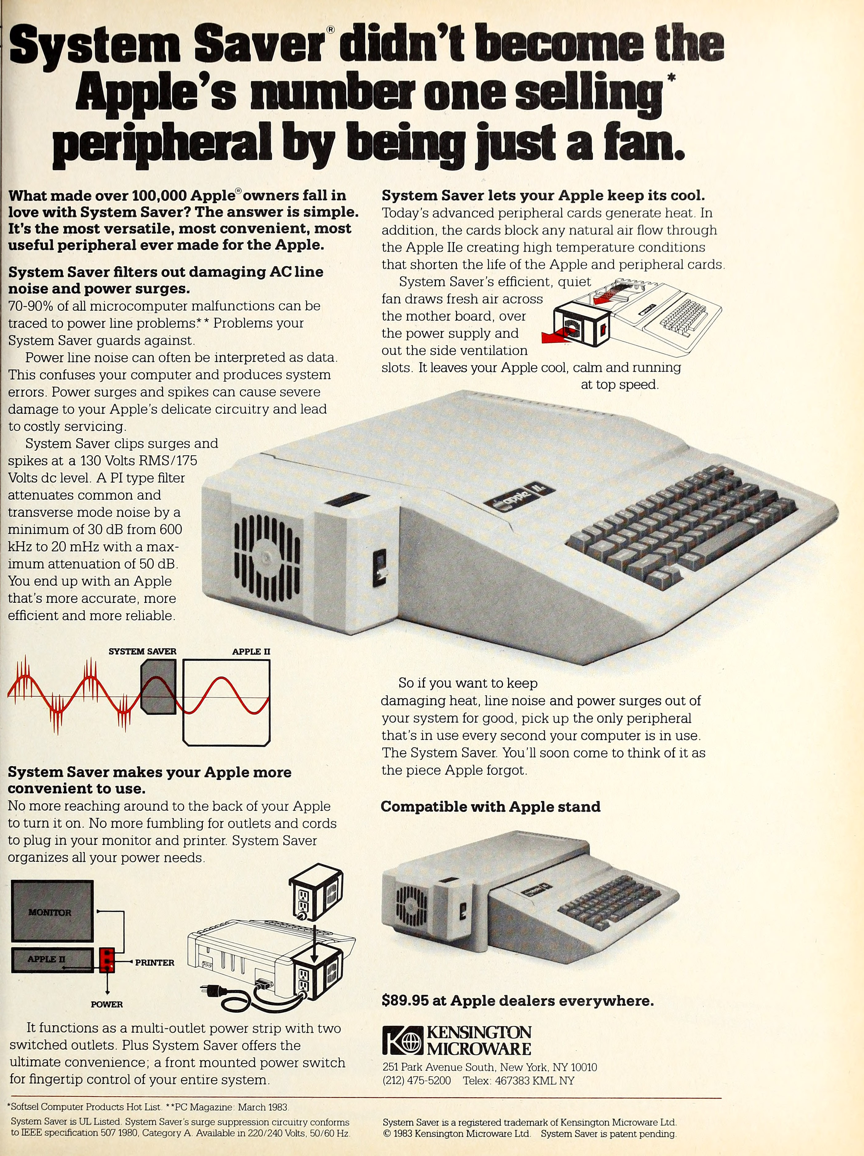 System Saver® didn't become the
Apple's number one selling*
peripheral by being just a fan.
What made over 100,000 Apple® owners fall in
love with System Saver? The answer is simple.
It's the most versatile, most convenient, most
useful peripheral ever made for the Apple.
System Saver filters out damaging AC line
noise and power surges.
70-90% of all microcomputer malfunctions can be
traced to power line problems** Problems your
System Saver guards against.
Power line noise can often be interpreted as data.
This confuses your computer and produces system
errors. Power surges and spikes can cause severe
damage to your Apple's delicate circuitry and lead
to costly servicing.
System Saver clips surges and
spikes at a 130 Volts RMS/175
Volts dc level. A PI type filter
attenuates common and
transverse mode noise by a
minimum of 30 dB from 600
kHz to 20 mHz with a max-
imum attenuation of 50 dB.
You end up with an Apple
that's more accurate, more
efficient and more reliable.
SYSTEM SAVER
APPLE II
System Saver makes your Apple more
convenient to use.
No more reaching around to the back of your Apple
to turn it on. No more fumbling for outlets and cords
to plug in your monitor and printer. System Saver
organizes all your power needs.
MONITOR
APPLE II
PRINTER
POWER
It functions as a multi-outlet power strip with two
switched outlets. Plus System Saver offers the
ultimate convenience; a front mounted power switch
for fingertip control of your entire system.
System Saver lets your Apple keep its cool.
Today's advanced peripheral cards generate heat. In
addition, the cards block any natural air flow through
the Apple IIe creating high temperature conditions
that shorten the life of the Apple and peripheral cards.
System Saver's efficient, quiet
fan draws fresh air across
the mother board, over
the power supply and
out the side ventilation
slots. It leaves your Apple cool, calm and running
at top speed.
apple IIe
So if you want to keep
damaging heat, line noise and power surges out of
your system for good, pick up the only peripheral
that's in use every second your computer is in use.
The System Saver. You'll soon come to think of it as
the piece Apple forgot.
Compatible with Apple stand
$89.95 at Apple dealers everywhere.
KENSINGTON
MICROWARE
251 Park Avenue South, New York, NY 10010
(212) 475-5200 Telex: 467383 KML NY
*Softsel Computer Products Hot List. **PC Magazine: March 1983.
System Saver is UL Listed. System Saver's surge suppression circuitry conforms
to IEEE specification 507 1980, Category A. Available in 220/240 Volts, 50/60 Hz.
System Saver is a registered trademark of Kensington Microware Ltd.
© 1983 Kensington Microware Ltd. System Saver is patent pending.